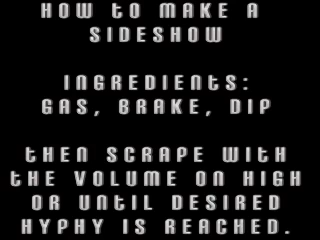 HOW to MAKE A
SIDESHOW
INGREDIENTS:
GAS, BRAKE, DIP
tHEN SCRAPE WItH
tHE VOLUME ON HIGH
OR UNtIL DESIRED
HYPHY IS REACHED.